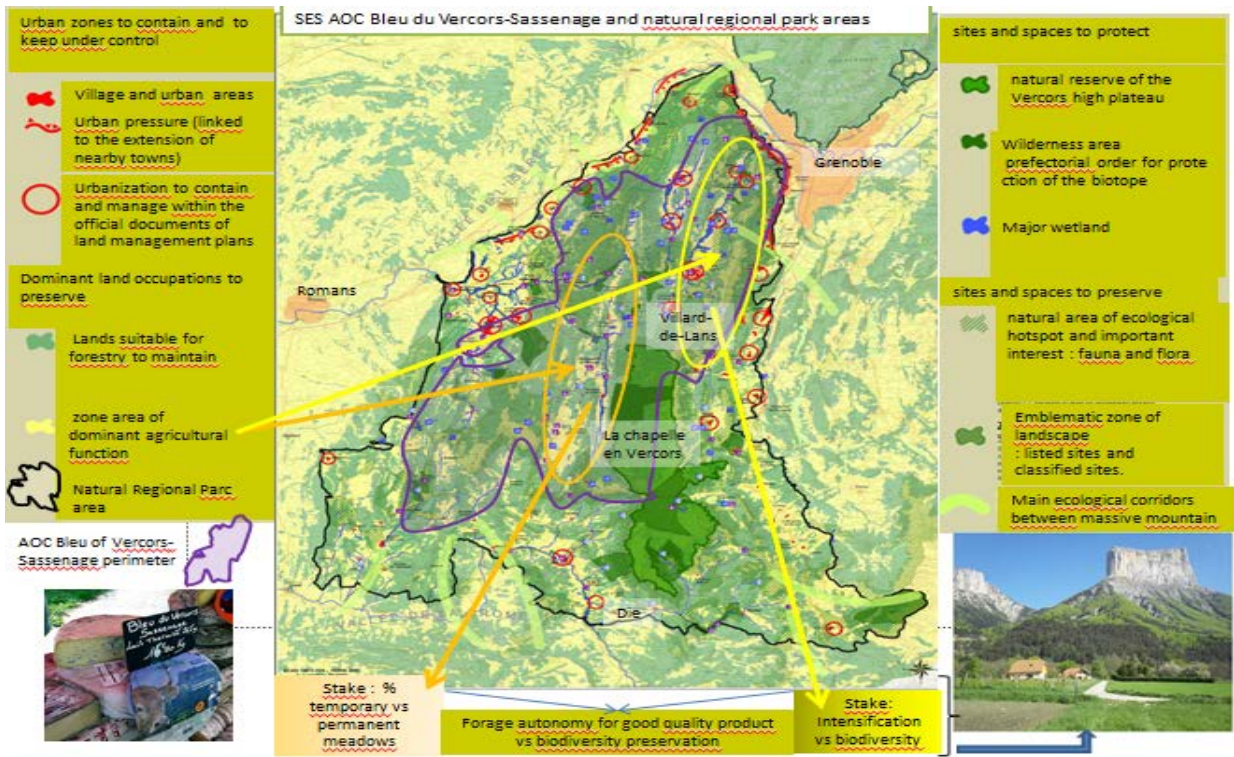 SES AOC Bleu du Vercors-Sassenage and natural regional park areas
Urban zones to contain and to
keep under control
Village and urban areas
Urban pressure (linked
to the extension of
nearby towns)
Urbanization to contain
and manage within the
official documents of
land management plans
Dominant land occupations to
preserve
Lands suitable for
forestry to maintain
zone area of
dominant agricultural
function
Natural Regional Parc
area
AOC Bleu of Vercors-
Sassenage perimeter
Bleu du Vercors
Sassenage
Grenoble
Romans
Villard-
de-Lans
La chapelle
en Vercors
Die
sites and spaces to protect
natural reserve of the
Vercors high plateau
Wilderness area
prefectorial order for prote
ction of the biotope
Major wetland
sites and spaces to preserve
natural area of ecological
hotspot and important
interest : fauna and flora
Emblematic zone of
landscape
: listed sites and
classified sites.
Main ecological corridors
between massive mountain
Stake : %
temporary vs
permanent
meadows
Forage autonomy for good quality product
vs biodiversity preservation
Stake:
Intensification
vs biodiversity